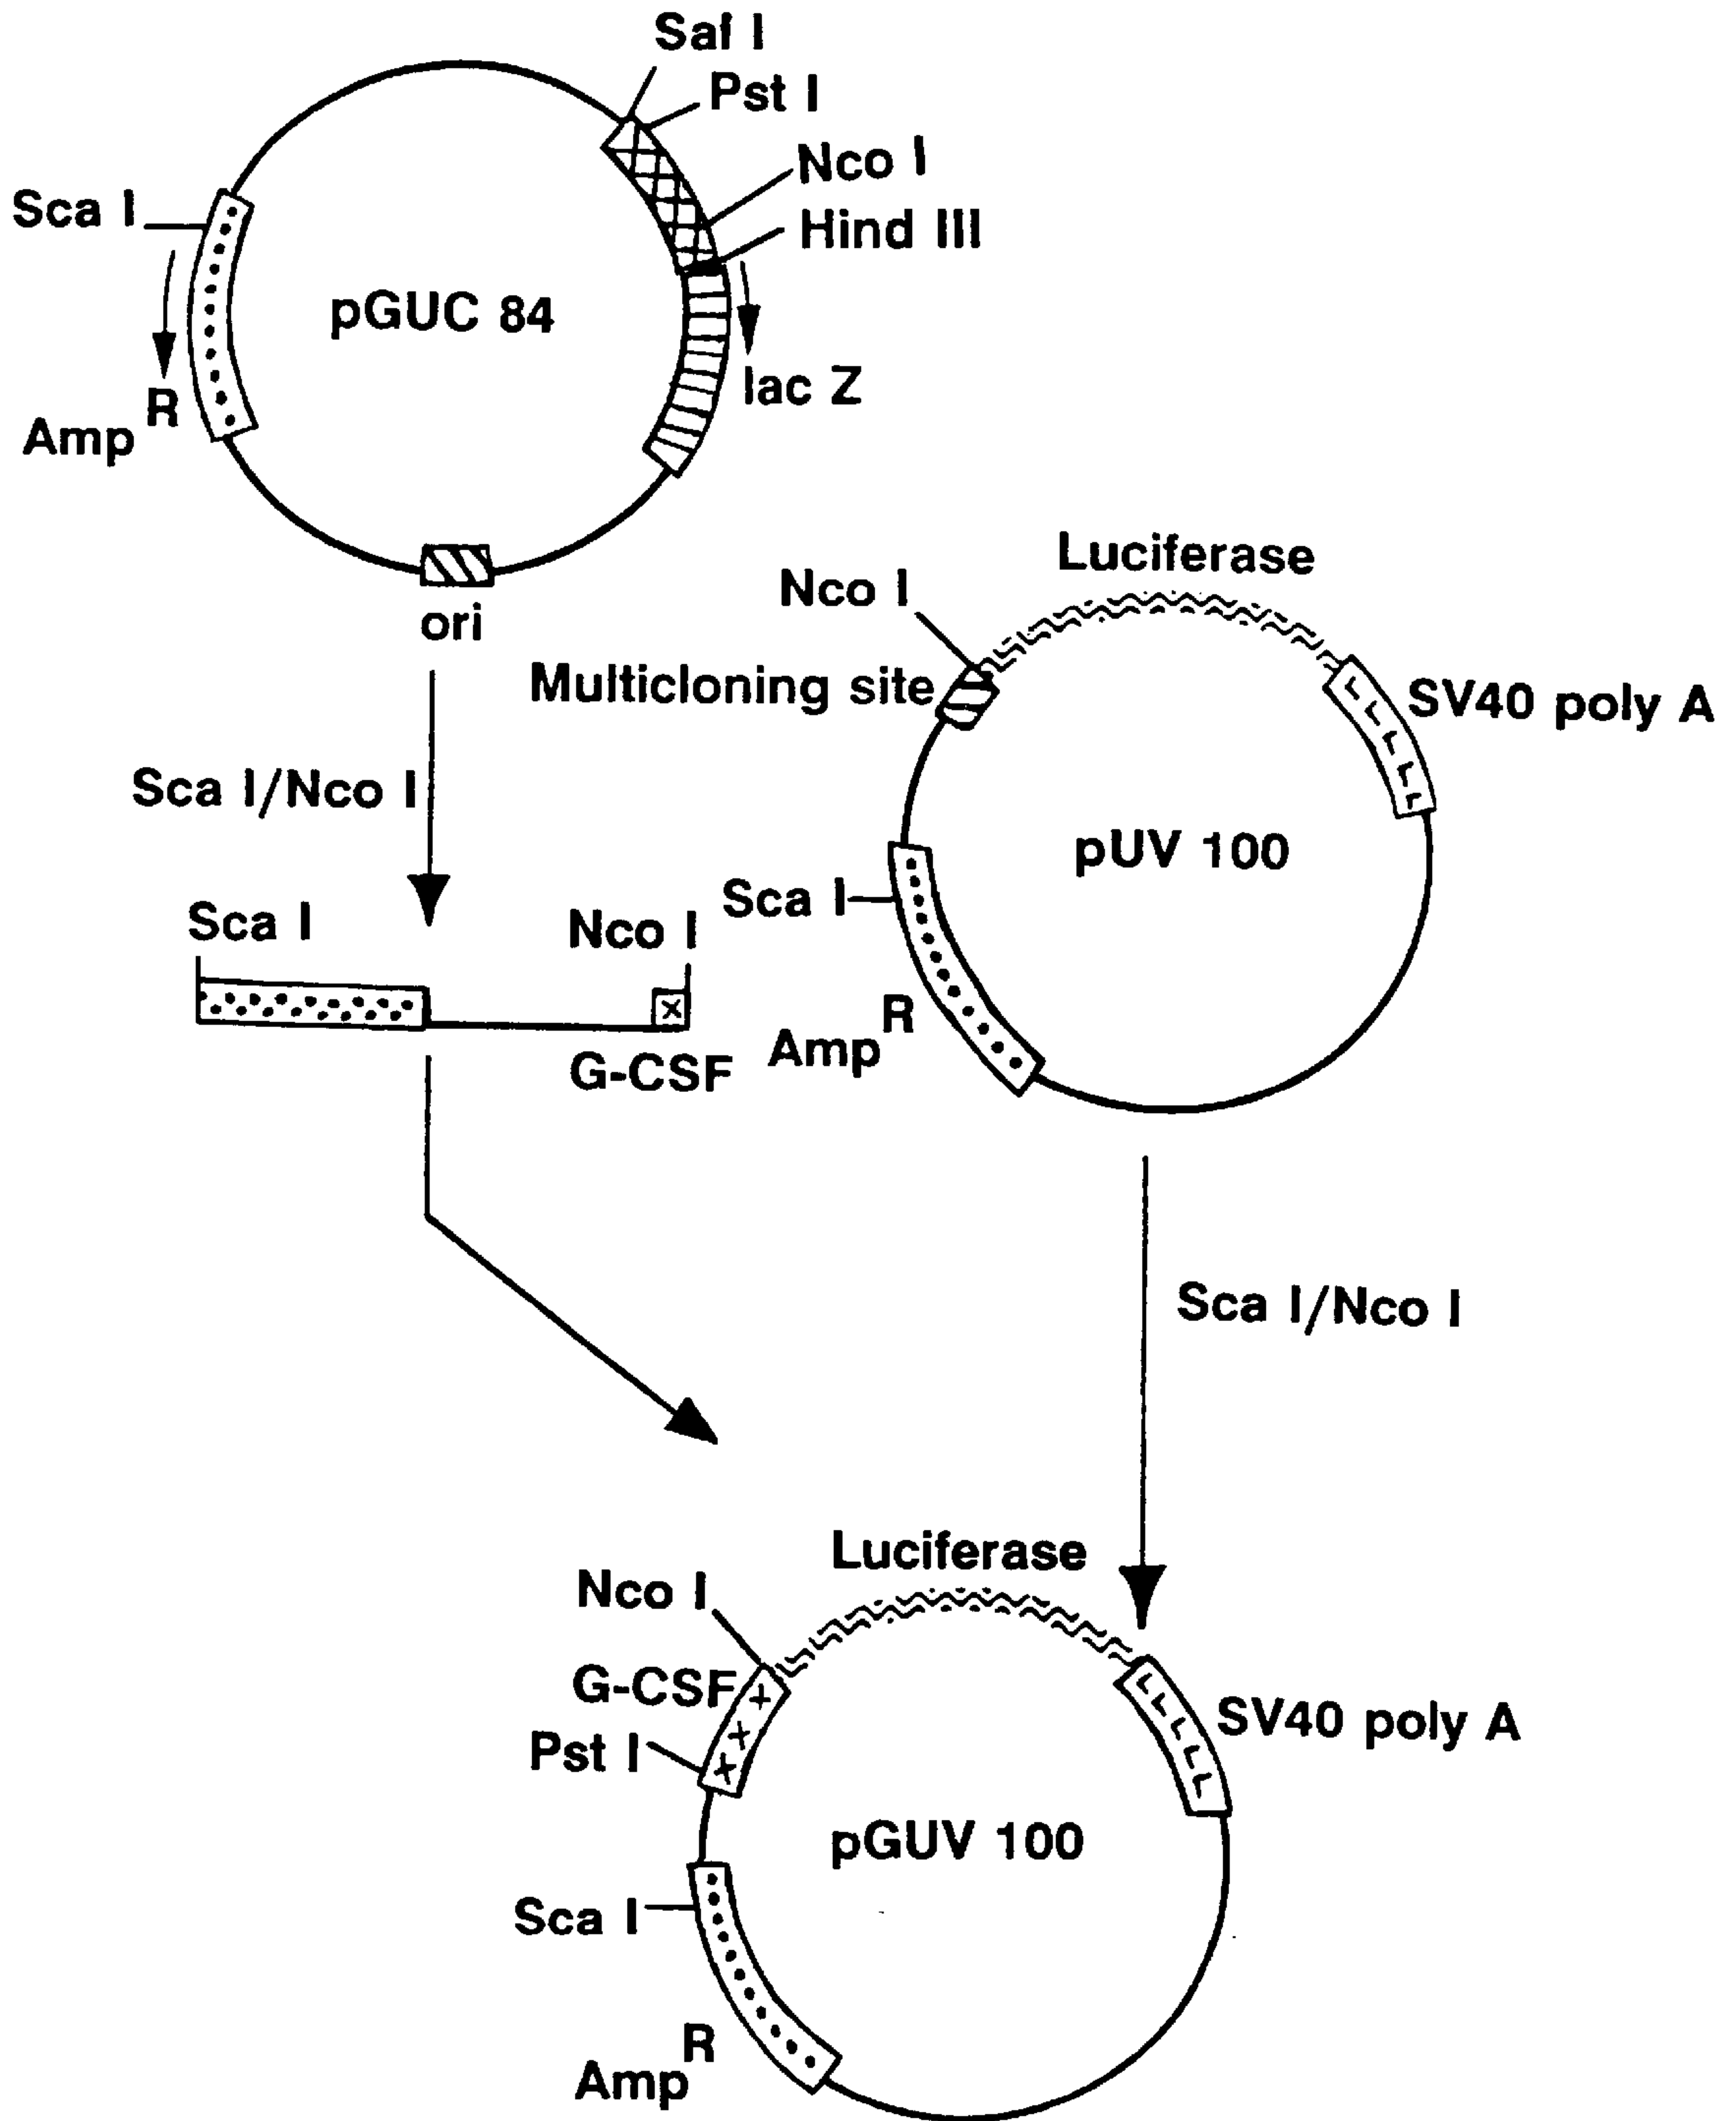 Sal I
Pst I
Nco I
Hind III
Sca I
pGUC 84
lac Z
Amp R
ori
Luciferase
Nco I
Multicloning site
SV40 poly A
Sca I/Nco I
pUV 100
Sca I
Nco I
Sca I
G-CSF
Amp R
Sca I/Nco I
Luciferase
Nco I
G-CSF
SV40 poly A
Pst I
pGUV 100
Sca I
Amp R